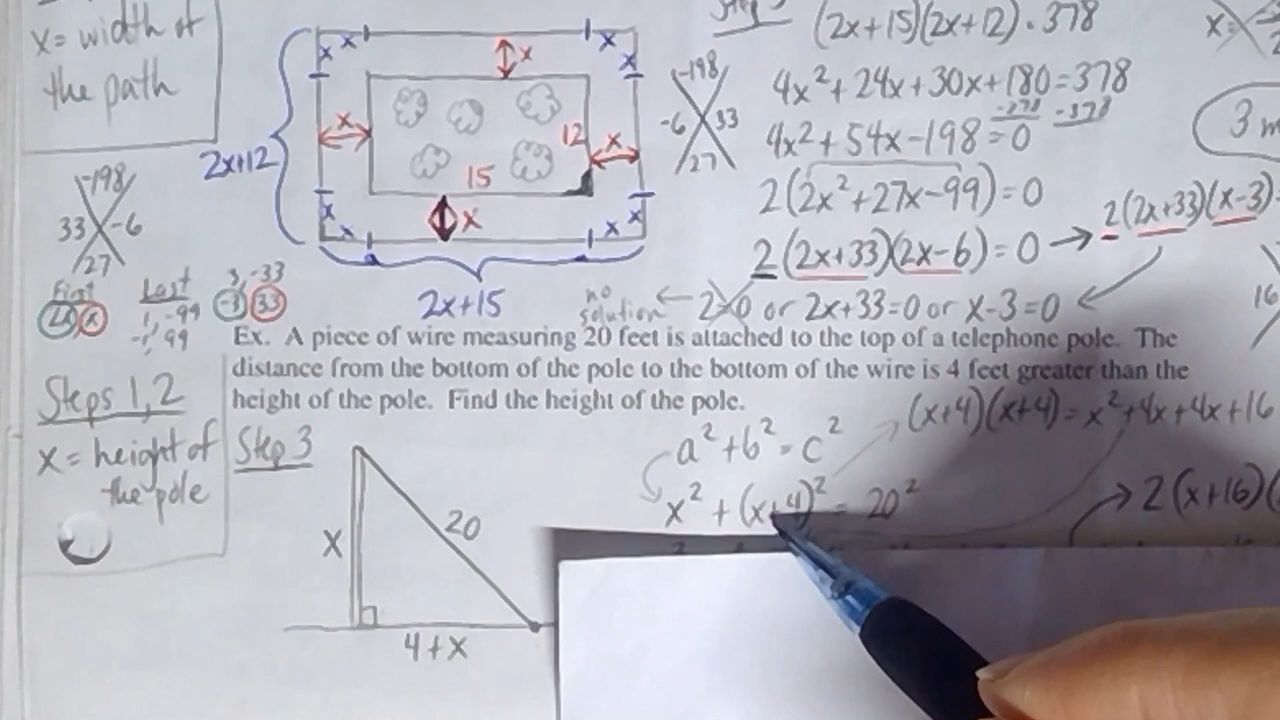 x = width of
the path
-198
33 -6
27
First
2x x
Last
1, -99
-1, 99
3, -33
-3 33
x x
x x
x
x
12
x
15
x
x x
x x
2x+12
2x+15
-198
-6 33
27
(2x+15)(2x+12) = 378
4x² + 24x + 30x + 180 = 378
-378 -378
4x² + 54x - 198 = 0
2(2x² + 27x - 99) = 0
2(2x+33)(2x-6) = 0 → 2(2x+33)(x-3)
no
solution ← 2=0 or 2x+33=0 or x-3=0
x =
3 m
16
Ex. A piece of wire measuring 20 feet is attached to the top of a telephone pole. The
distance from the bottom of the pole to the bottom of the wire is 4 feet greater than the
height of the pole. Find the height of the pole.
Steps 1,2
x = height of
the pole
Step 3
x
20
4+x
a² + b² = c²
x² + (x+4)² = 20²
(x+4)(x+4) = x² + 4x + 4x + 16
→ 2(x+16)(